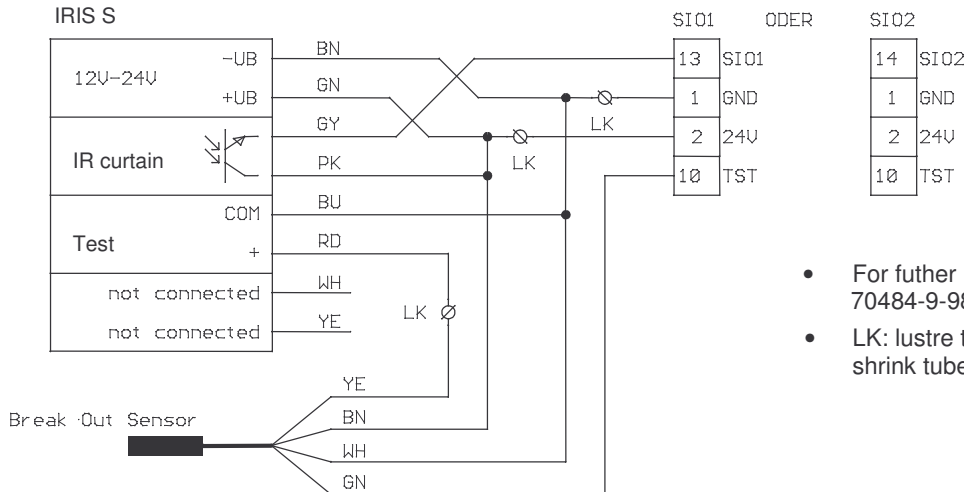 IRIS S
SIO1 ODER SIO2
12V-24V
-UB BN
13 SIO1
14 SIO2
+UB GN
1 GND
1 GND
IR curtain
GY
LK
2 24V
2 24V
PK
LK
10 TST
10 TST
Test
COM BU
+ RD
not connected WH
LK
not connected YE
• For futher
70484-9-98
• LK: lustre t
shrink tube
YE
Break Out Sensor
BN
WH
GN